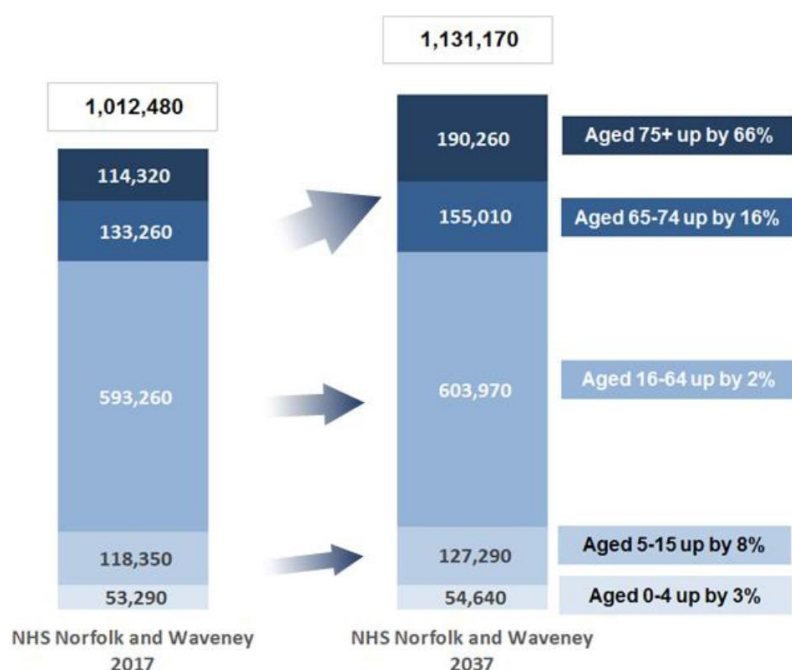 1,131,170
1,012,480
190,260
Aged 75+ up by 66%
114,320
155,010
Aged 65-74 up by 16%
133,260
593,260
603,970
Aged 16-64 up by 2%
118,350
127,290
Aged 5-15 up by 8%
53,290
54,640
Aged 0-4 up by 3%
NHS Norfolk and Waveney
2017
NHS Norfolk and Waveney
2037